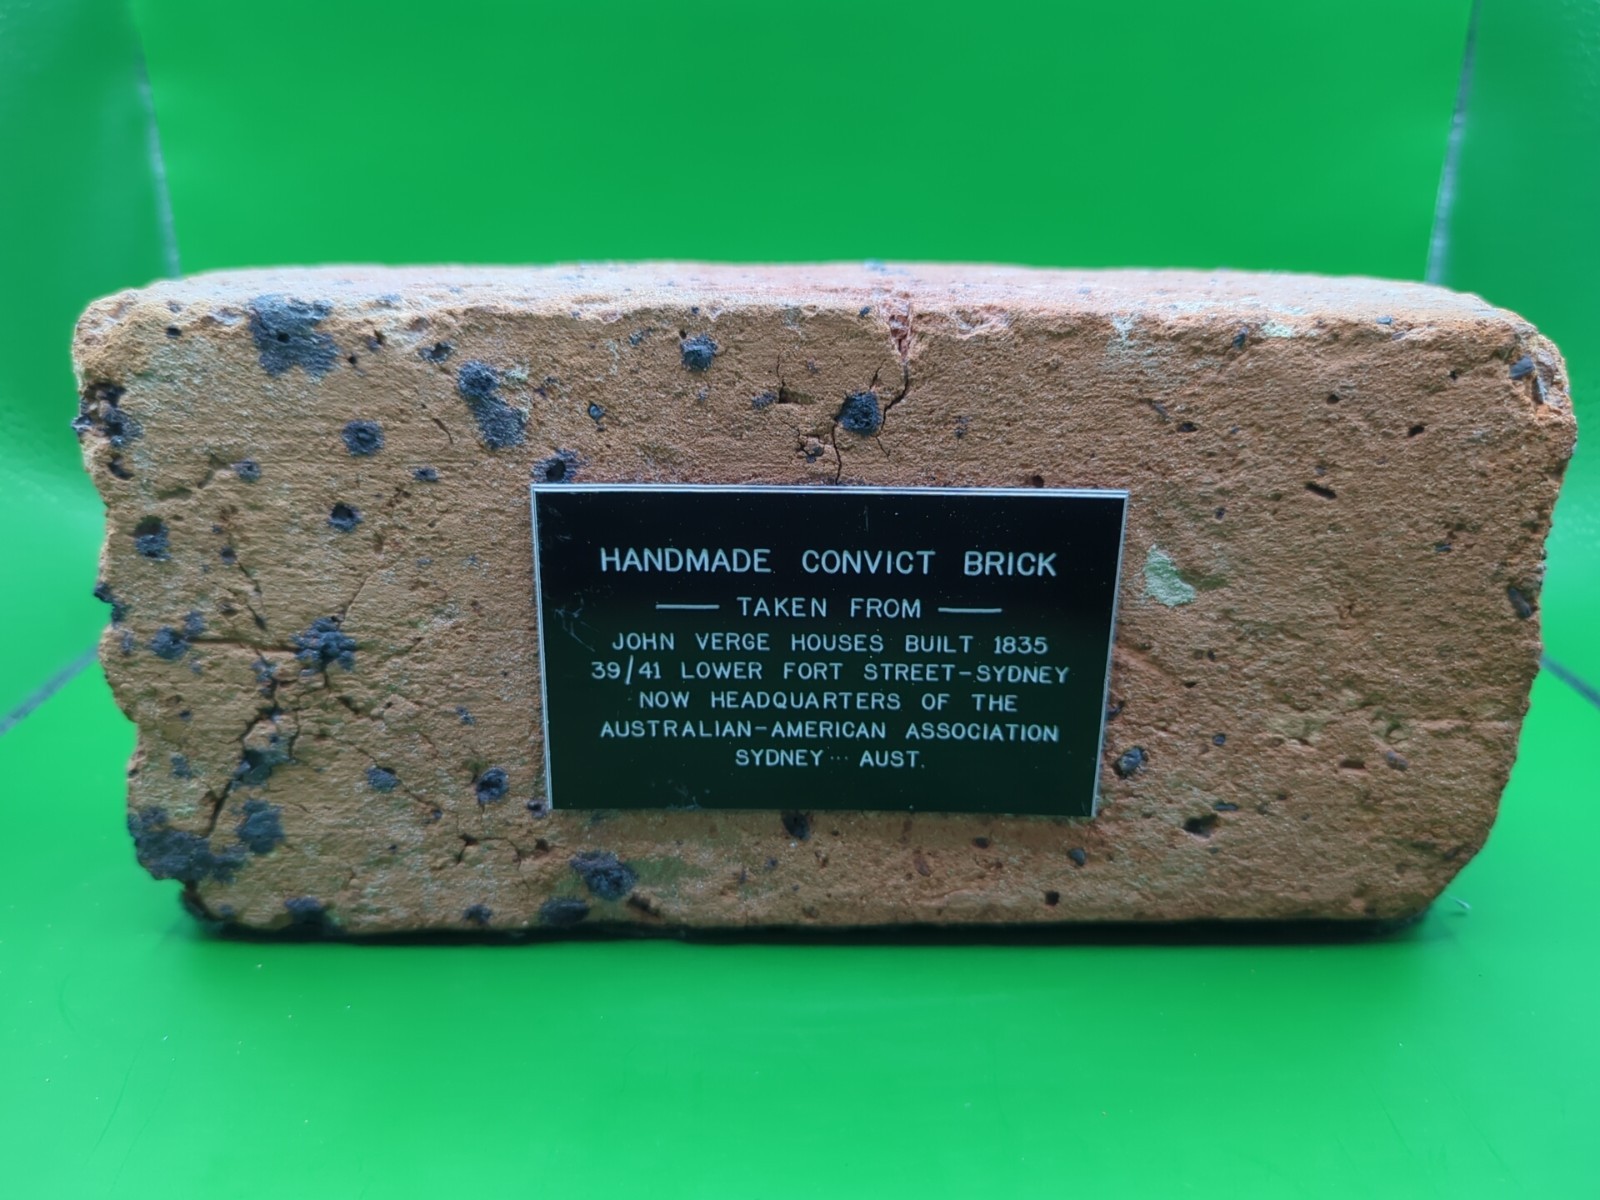 HANDMADE CONVICT BRICK
— TAKEN FROM —
JOHN VERGE HOUSES BUILT 1835
39/41 LOWER FORT STREET-SYDNEY
NOW HEADQUARTERS OF THE
AUSTRALIAN-AMERICAN ASSOCIATION
SYDNEY ··· AUST.